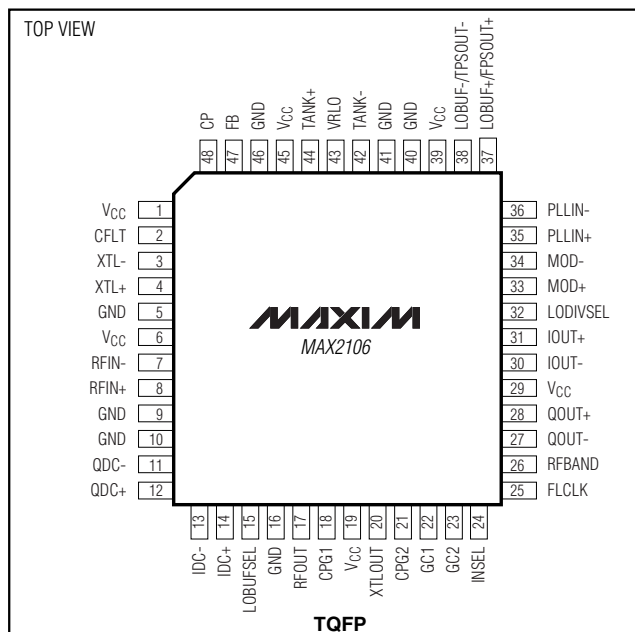 TOP VIEW
CP
FB
GND
VCC
TANK+
VRLO
TANK-
GND
GND
VCC
LOBUF-/TPSOUT-
LOBUF+/FPSOUT+
48
47
46
45
44
43
42
41
40
39
38
37
VCC 1
CFLT 2
XTL- 3
XTL+ 4
GND 5
VCC 6
RFIN- 7
RFIN+ 8
GND 9
GND 10
QDC- 11
QDC+ 12
MAXIM
MAX2106
36 PLLIN-
35 PLLIN+
34 MOD-
33 MOD+
32 LODIVSEL
31 IOUT+
30 IOUT-
29 VCC
28 QOUT+
27 QOUT-
26 RFBAND
25 FLCLK
13
14
15
16
17
18
19
20
21
22
23
24
IDC-
IDC+
LOBUFSEL
GND
RFOUT
CPG1
VCC
XTLOUT
CPG2
GC1
GC2
INSEL
TQFP